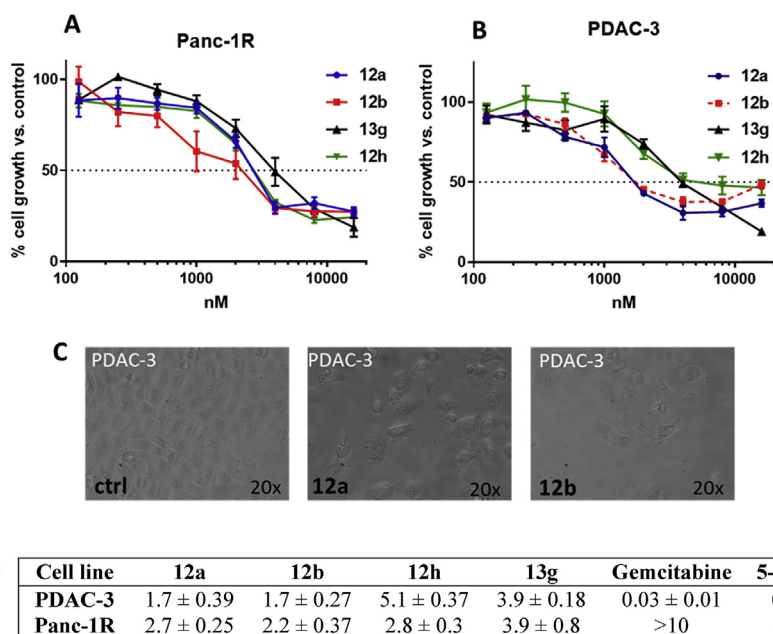 A
Panc-1R
% cell growth vs. control
100
50
0
100
1000
10000
nM
12a
12b
13g
12h
B
PDAC-3
% cell growth vs. control
100
50
0
100
1000
10000
nM
12a
12b
13g
12h
C
PDAC-3
ctrl 20x
PDAC-3
12a 20x
PDAC-3
12b 20x
Cell line 12a 12b 12h 13g Gemcitabine 5-
PDAC-3 1.7 ± 0.39 1.7 ± 0.27 5.1 ± 0.37 3.9 ± 0.18 0.03 ± 0.01
Panc-1R 2.7 ± 0.25 2.2 ± 0.37 2.8 ± 0.3 3.9 ± 0.8 >10